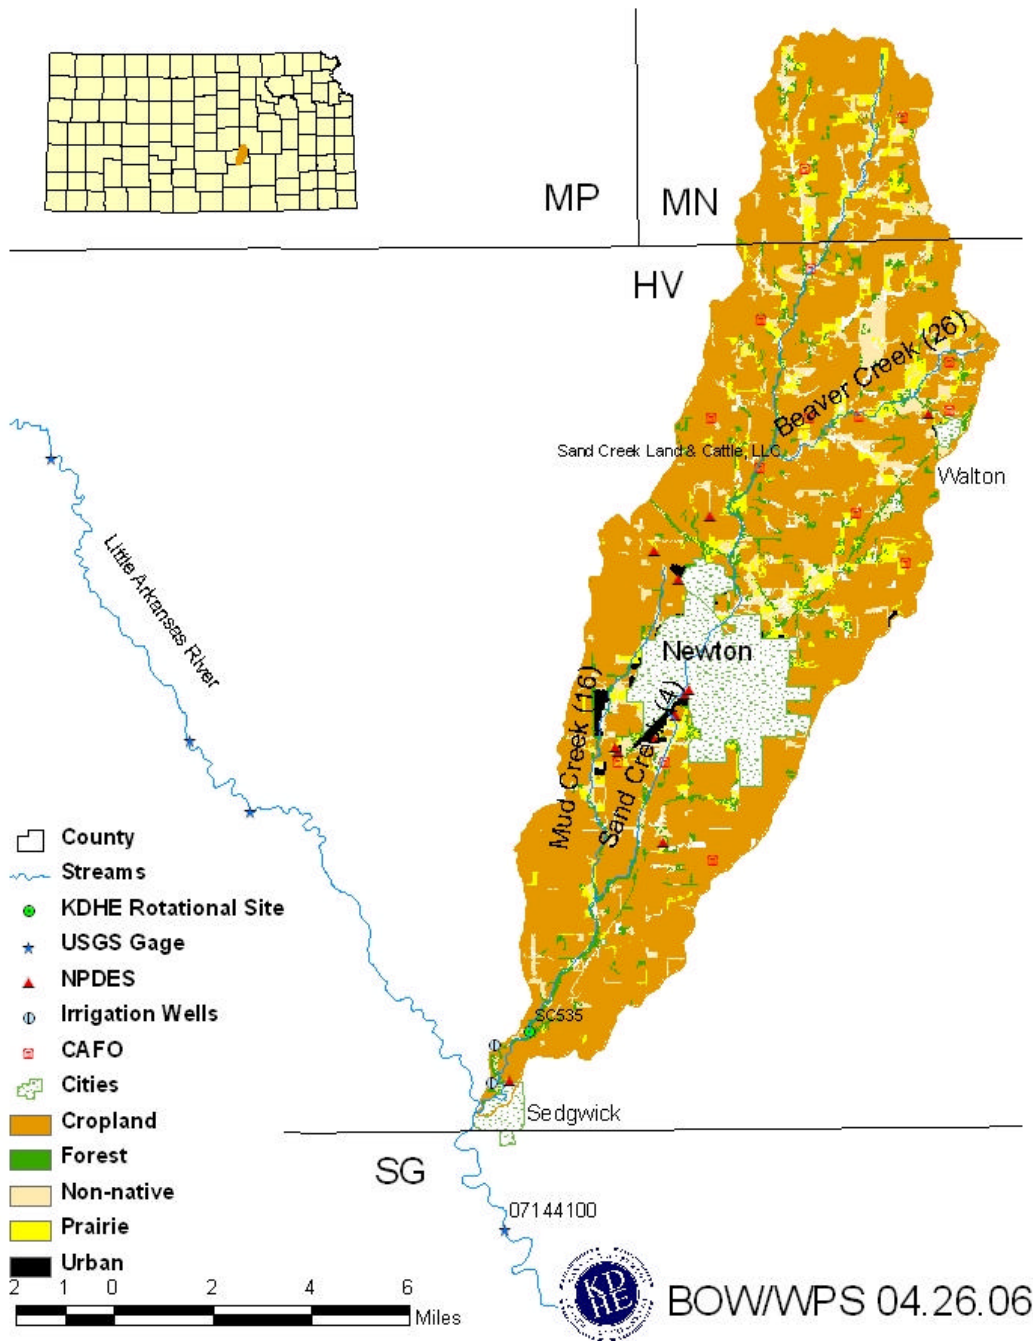 MP
MN
HV
Beaver Creek (26)
Sand Creek Land & Cattle, LLC
Walton
Little Arkansas River
Newton
Mud Creek (16)
Sand Creek (4)
County
Streams
KDHE Rotational Site
USGS Gage
NPDES
Irrigation Wells
CAFO
Cities
Cropland
Forest
Non-native
Prairie
Urban
SC535
Sedgwick
SG
07144100
2 1 0 2 4 6
Miles
KD
HE
BOW/WPS 04.26.06